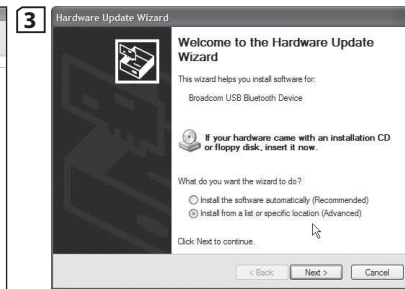 3
Hardware Update Wizard
Welcome to the Hardware Update
Wizard
This wizard helps you install software for:
Broadcom USB Bluetooth Device
If your hardware came with an installation CD
or floppy disk, insert it now.
What do you want the wizard to do?
Install the software automatically (Recommended)
Install from a list or specific location (Advanced)
Click Next to continue.
< Back
Next >
Cancel